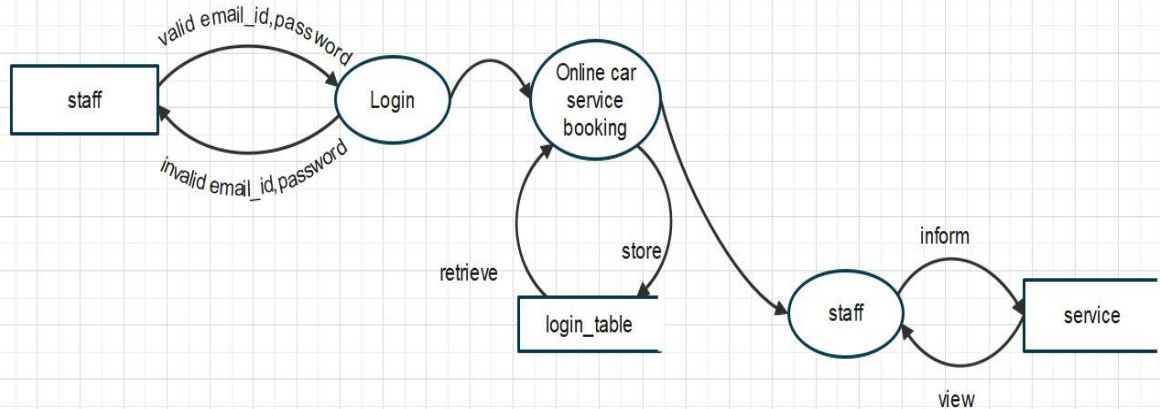 valid email_id,password
staff
Login
invalid email_id,password
Online car
service
booking
retrieve
store
login_table
staff
inform
service
view